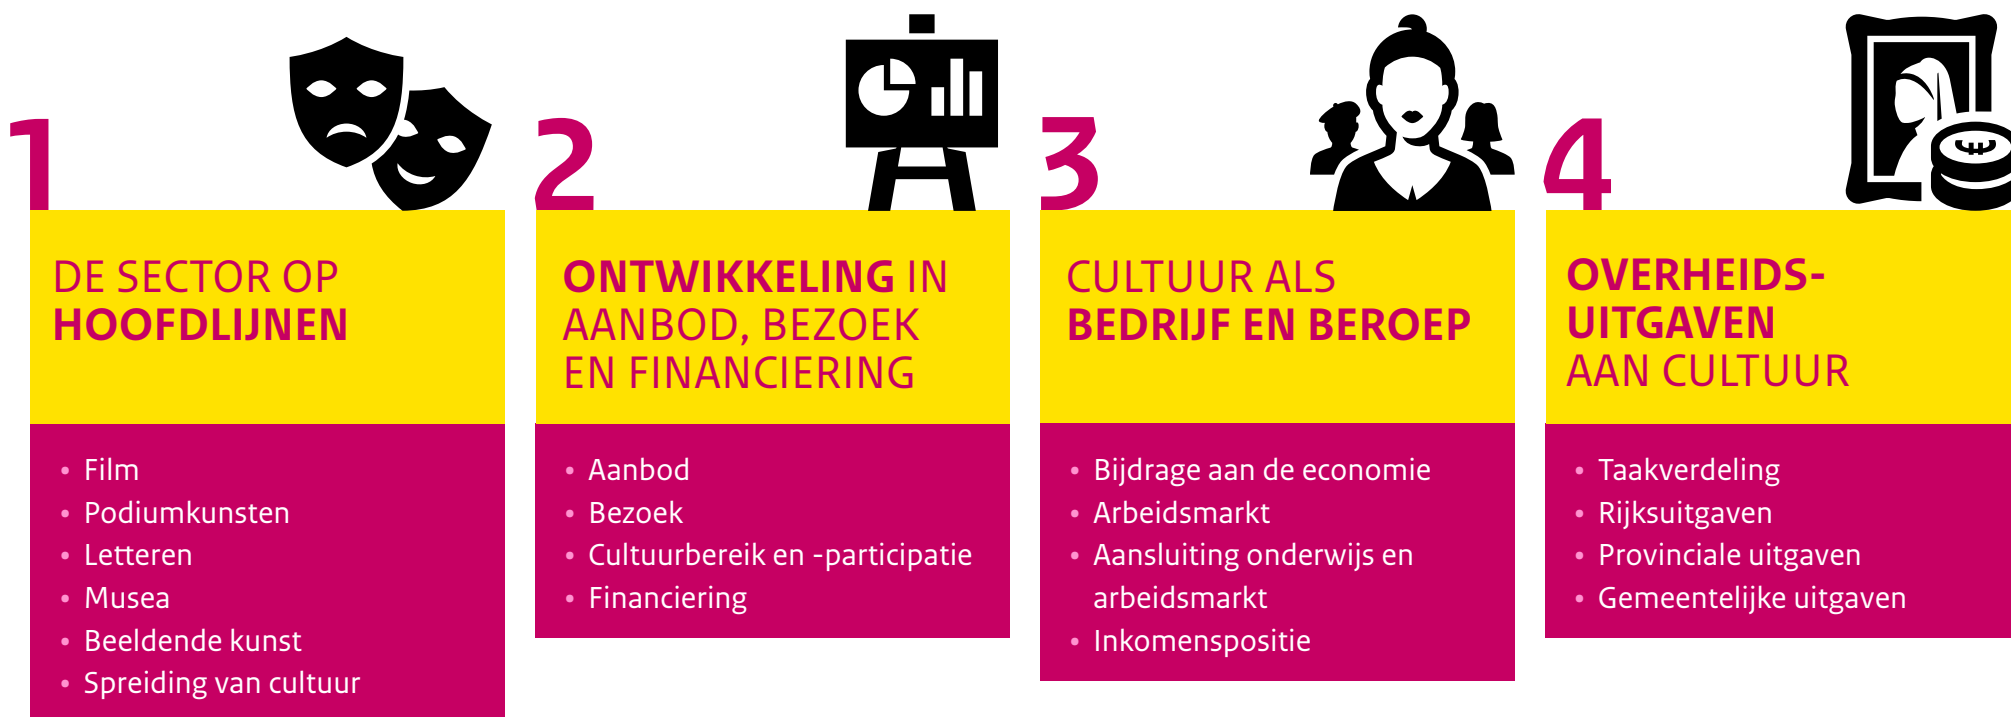 1
DE SECTOR OP
HOOFDLIJNEN
• Film
• Podiumkunsten
• Letteren
• Musea
• Beeldende kunst
• Spreiding van cultuur
2
ONTWIKKELING IN
AANBOD, BEZOEK
EN FINANCIERING
• Aanbod
• Bezoek
• Cultuurbereik en -participatie
• Financiering
3
CULTUUR ALS
BEDRIJF EN BEROEP
• Bijdrage aan de economie
• Arbeidsmarkt
• Aansluiting onderwijs en
arbeidsmarkt
• Inkomenspositie
4
OVERHEIDS-
UITGAVEN
AAN CULTUUR
• Taakverdeling
• Rijksuitgaven
• Provinciale uitgaven
• Gemeentelijke uitgaven